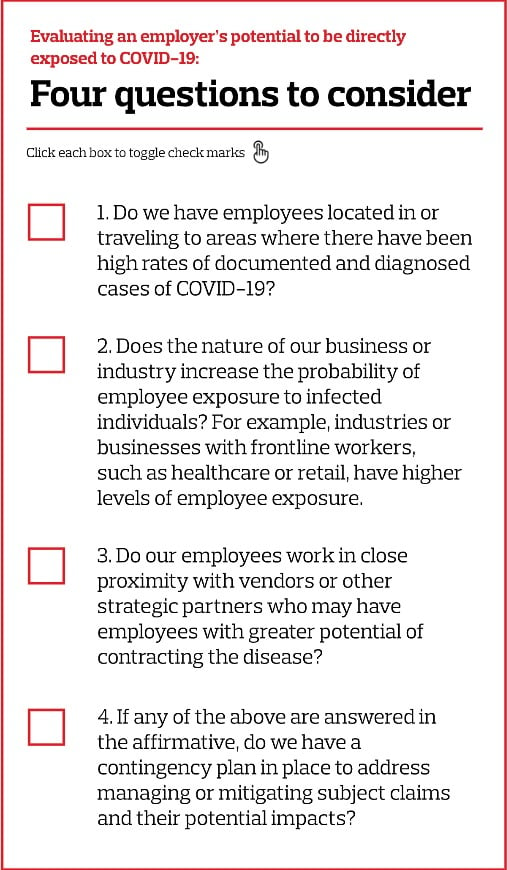 Evaluating an employer's potential to be directly
exposed to COVID-19:
Four questions to consider
Click each box to toggle check marks
1. Do we have employees located in or
traveling to areas where there have been
high rates of documented and diagnosed
cases of COVID-19?
2. Does the nature of our business or
industry increase the probability of
employee exposure to infected
individuals? For example, industries or
businesses with frontline workers,
such as healthcare or retail, have higher
levels of employee exposure.
3. Do our employees work in close
proximity with vendors or other
strategic partners who may have
employees with greater potential of
contracting the disease?
4. If any of the above are answered in
the affirmative, do we have a
contingency plan in place to address
managing or mitigating subject claims
and their potential impacts?